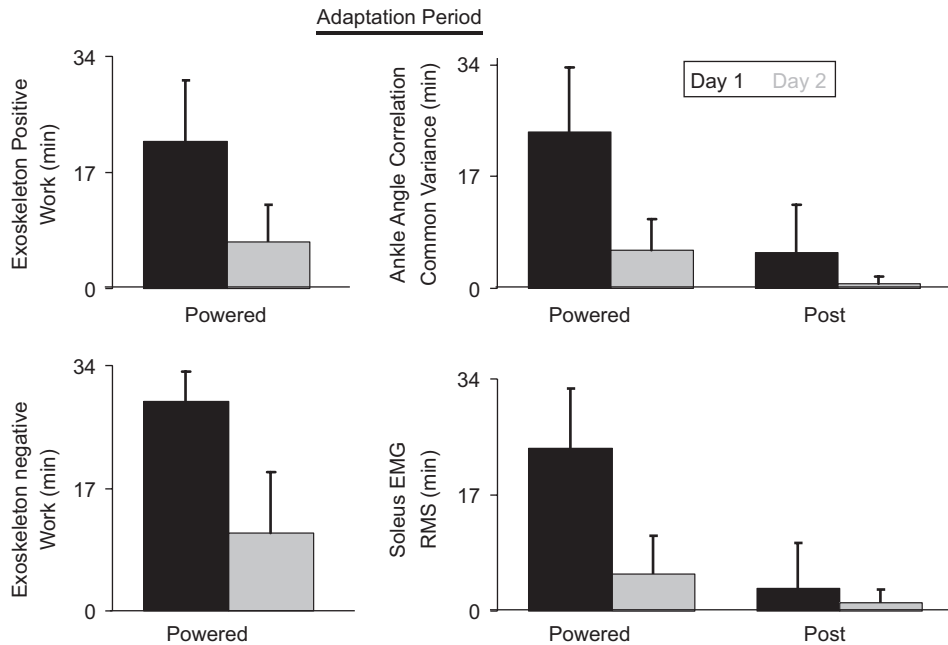 Adaptation Period
Exoskeleton Positive
Work (min)
34
17
0
Powered
Ankle Angle Correlation
Common Variance (min)
34
17
0
Powered
Post
Day 1 Day 2
Exoskeleton negative
Work (min)
34
17
0
Powered
Soleus EMG
RMS (min)
34
17
0
Powered
Post